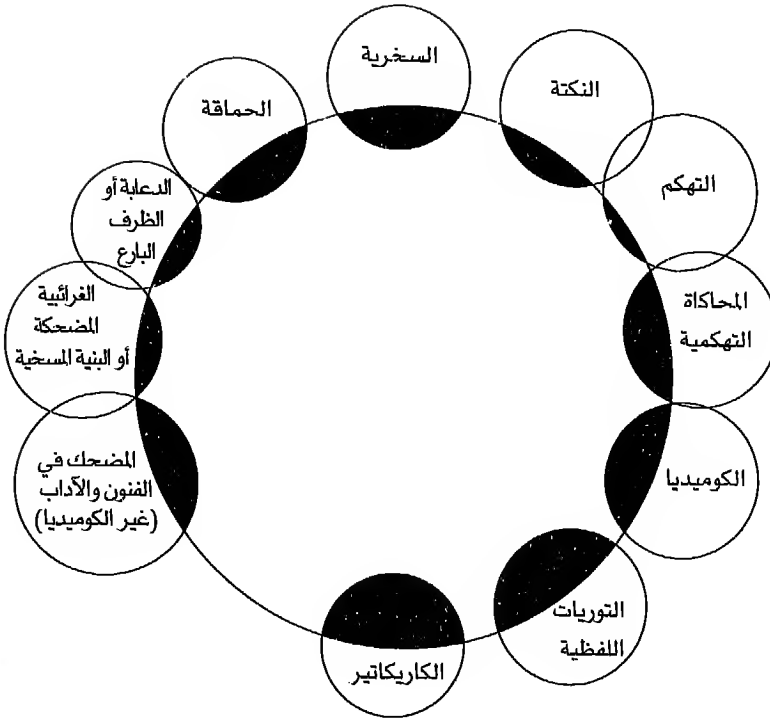 السخرية
النكتة
التهكم
المحاكاة
التهكمية
الكوميديا
التوريات
اللفظية
الكاريكاتير
المضحك في
الفنون والآداب
(غير الكوميديا)
الغرائبية
المضحكة
أو البنية المسخية
الدعابة أو
الظرف
البارع
الحماقة